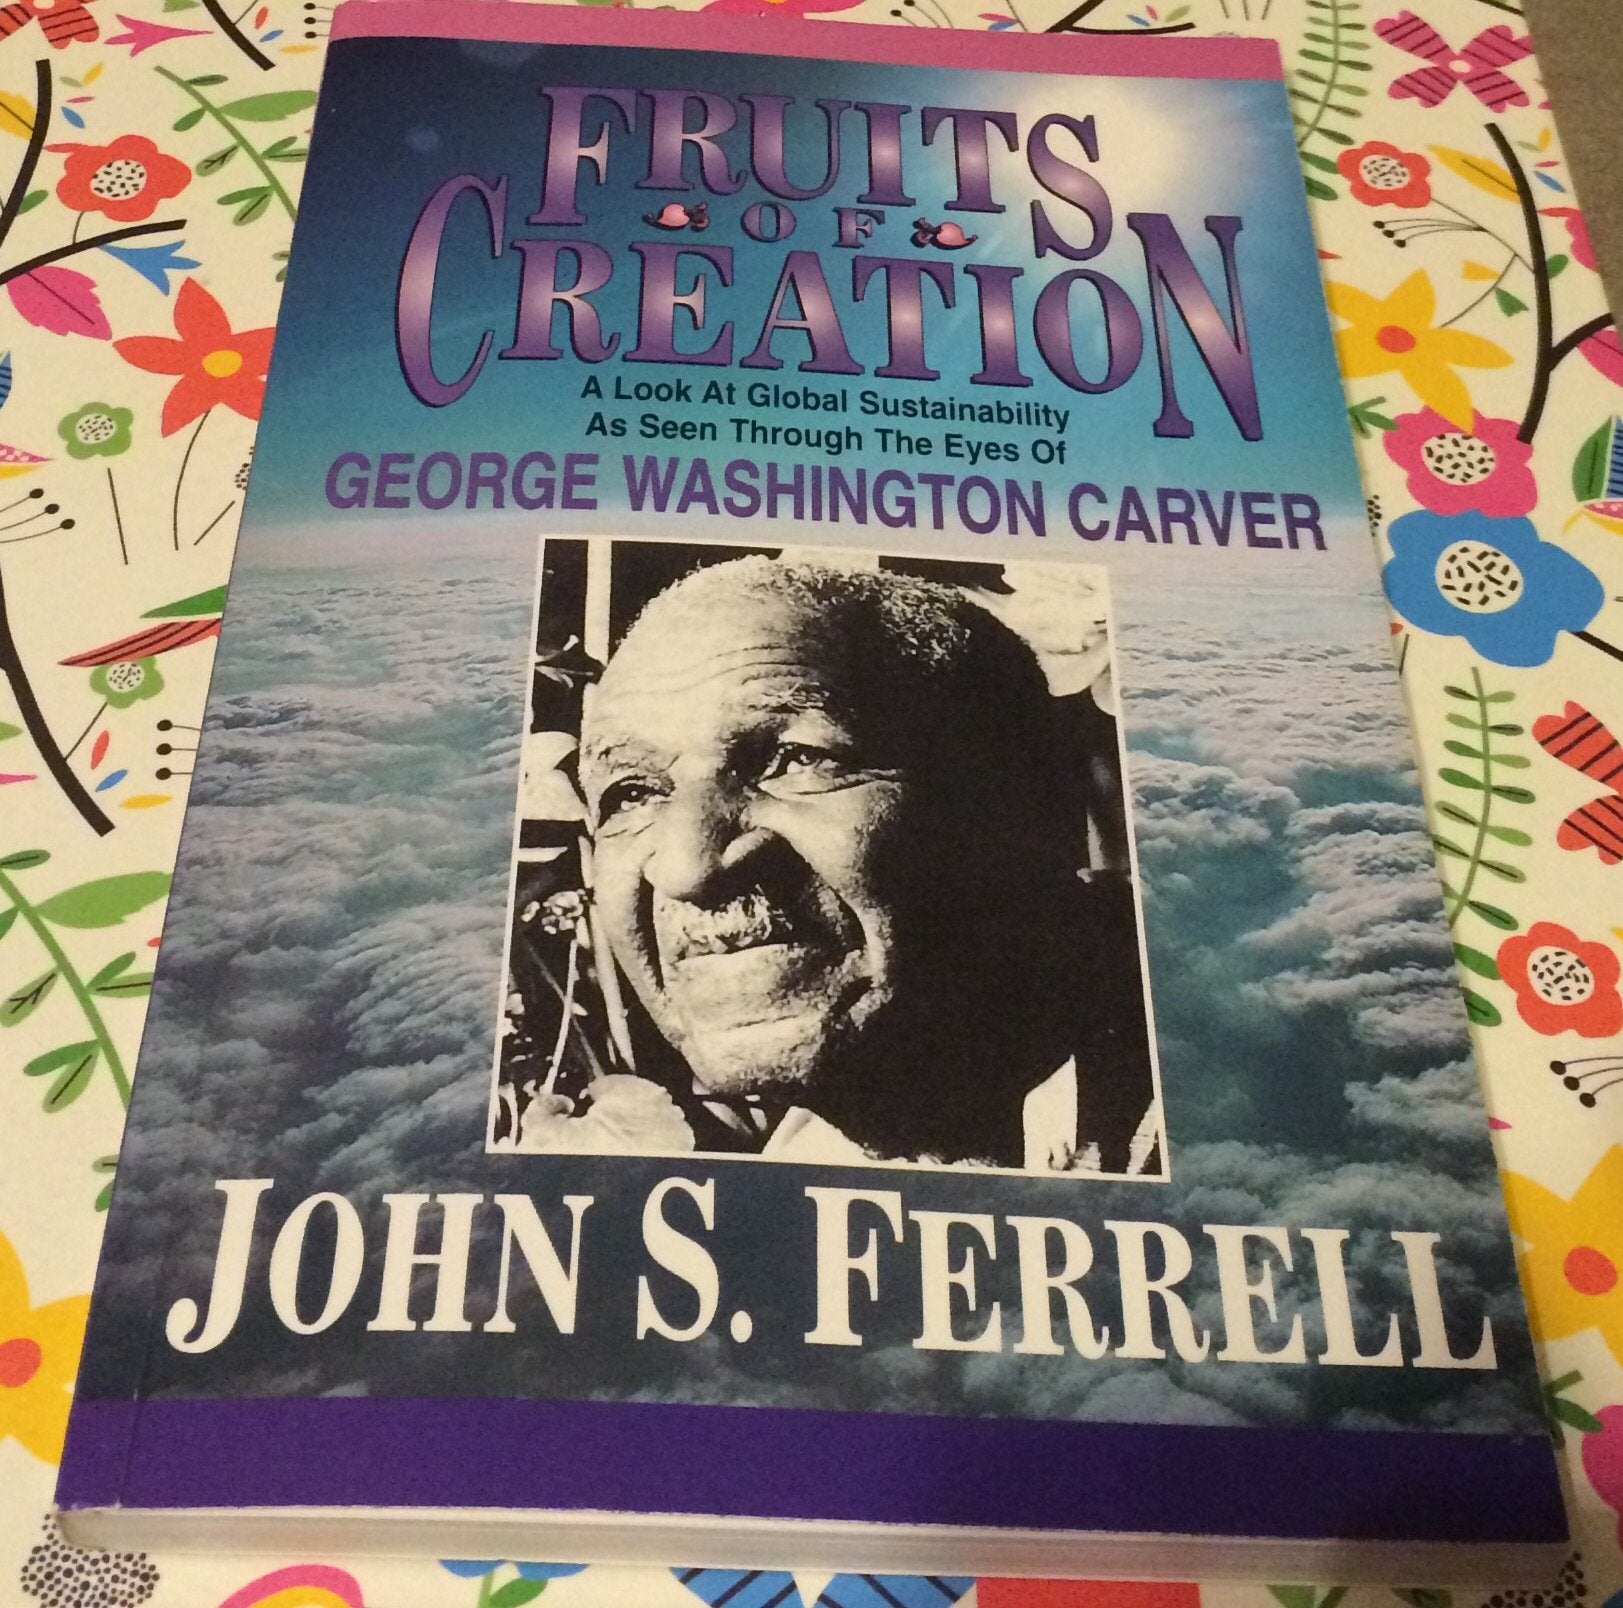 FRUITS
OF
CREATION
A Look At Global Sustainability
As Seen Through The Eyes Of
GEORGE WASHINGTON CARVER
JOHN S. FERRELL